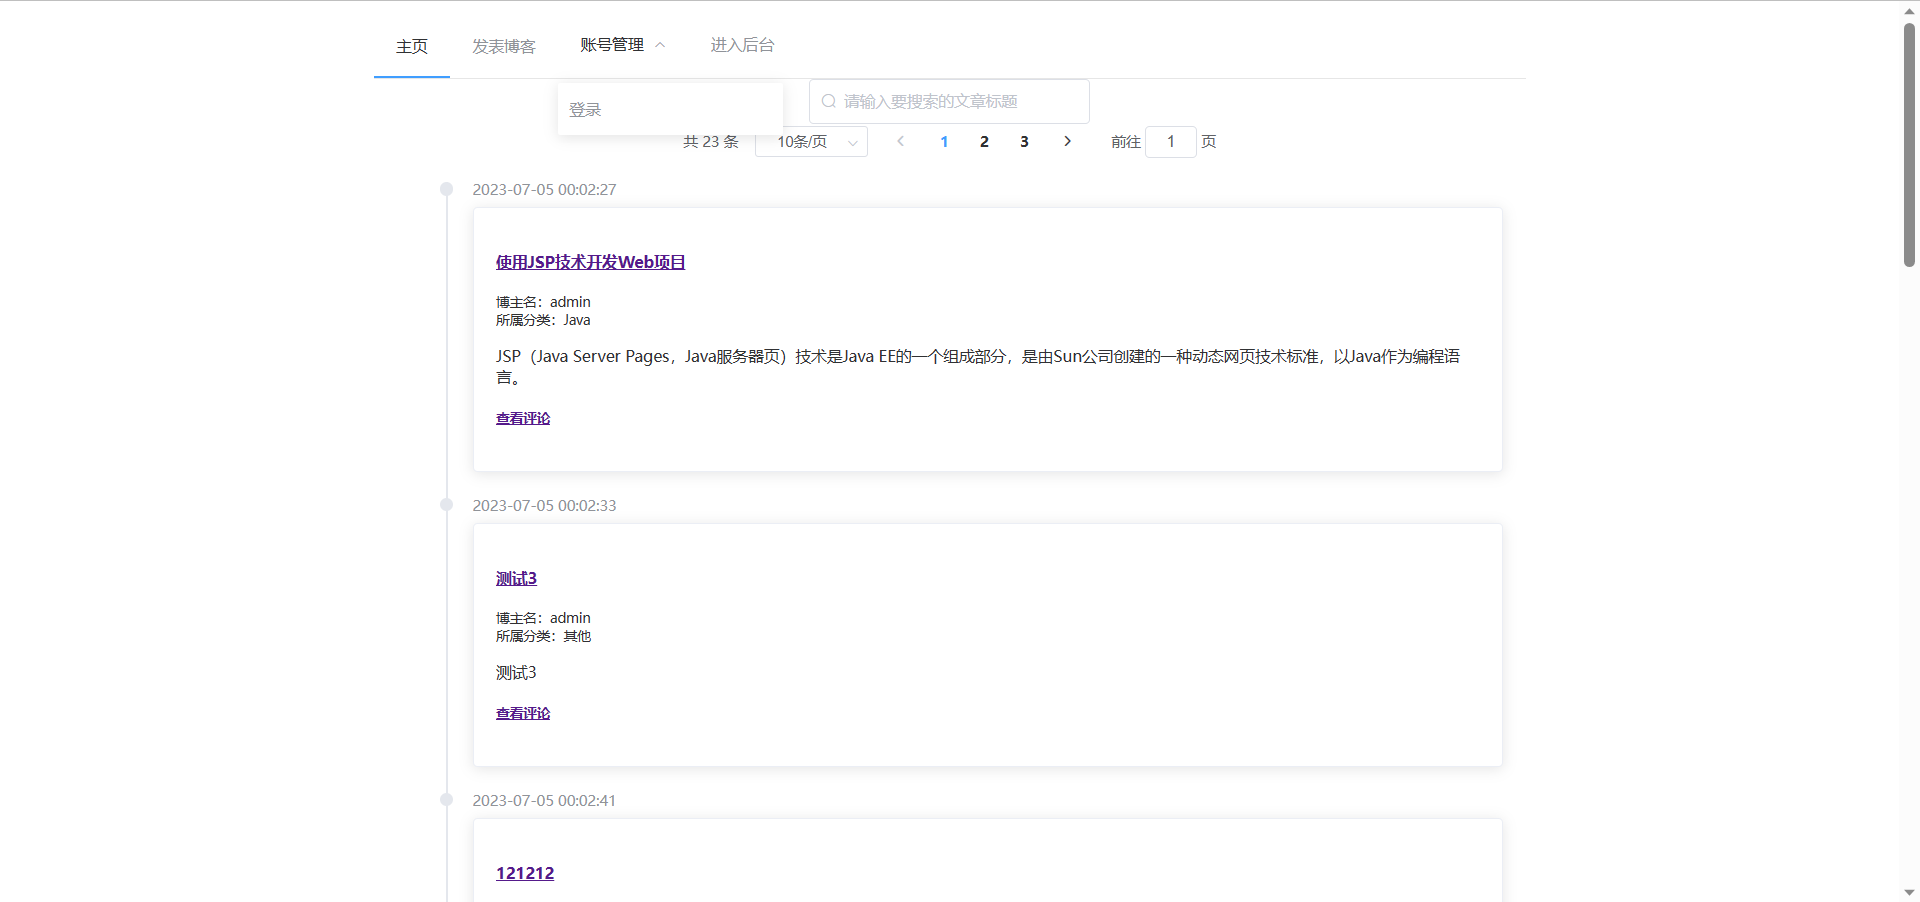 主页 发表博客 账号管理 进入后台
登录
请输入要搜索的文章标题
共 23 条 10条/页 1 2 3 前往 1 页
2023-07-05 00:02:27
使用JSP技术开发Web项目
博主名：admin
所属分类：Java
JSP（Java Server Pages，Java服务器页）技术是Java EE的一个组成部分，是由Sun公司创建的一种动态网页技术标准，以Java作为编程语
言。
查看评论
2023-07-05 00:02:33
测试3
博主名：admin
所属分类：其他
测试3
查看评论
2023-07-05 00:02:41
121212